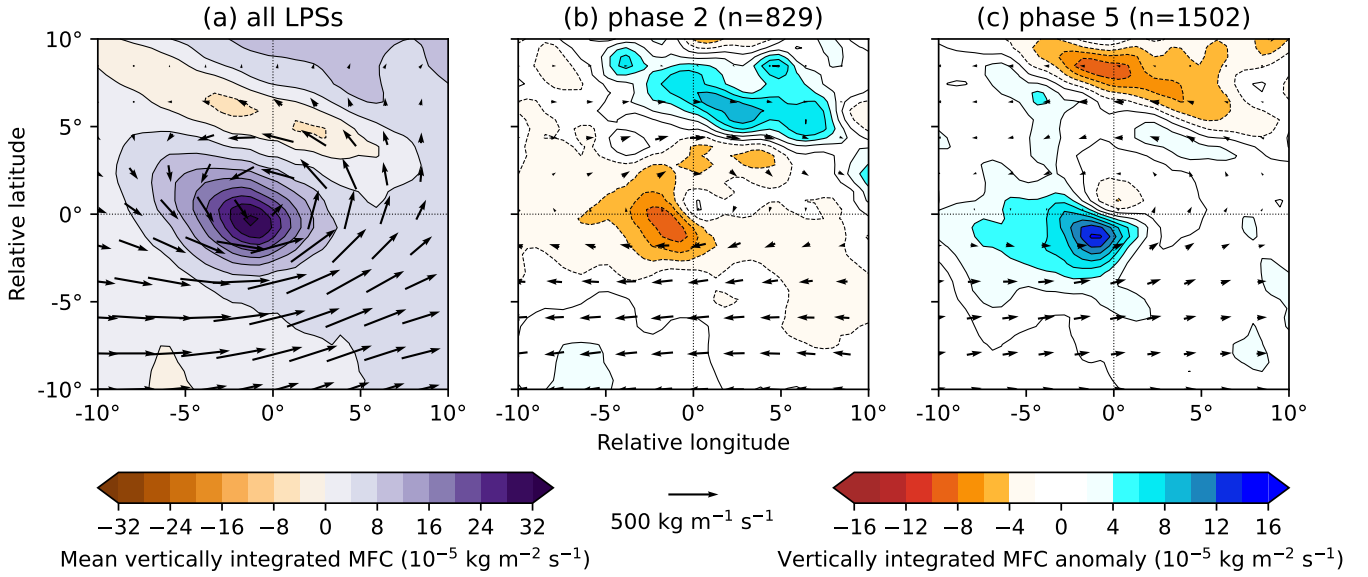 (a) all LPSs
(b) phase 2 (n=829)
(c) phase 5 (n=1502)
Relative latitude
10°
5°
0°
-5°
-10°
-10° -5° 0° 5° 10°
-10° -5° 0° 5° 10°
-10° -5° 0° 5° 10°
Relative longitude
−32 −24 −16 −8 0 8 16 24 32
Mean vertically integrated MFC (10⁻⁵ kg m⁻² s⁻¹)
500 kg m⁻¹ s⁻¹
−16 −12 −8 −4 0 4 8 12 16
Vertically integrated MFC anomaly (10⁻⁵ kg m⁻² s⁻¹)